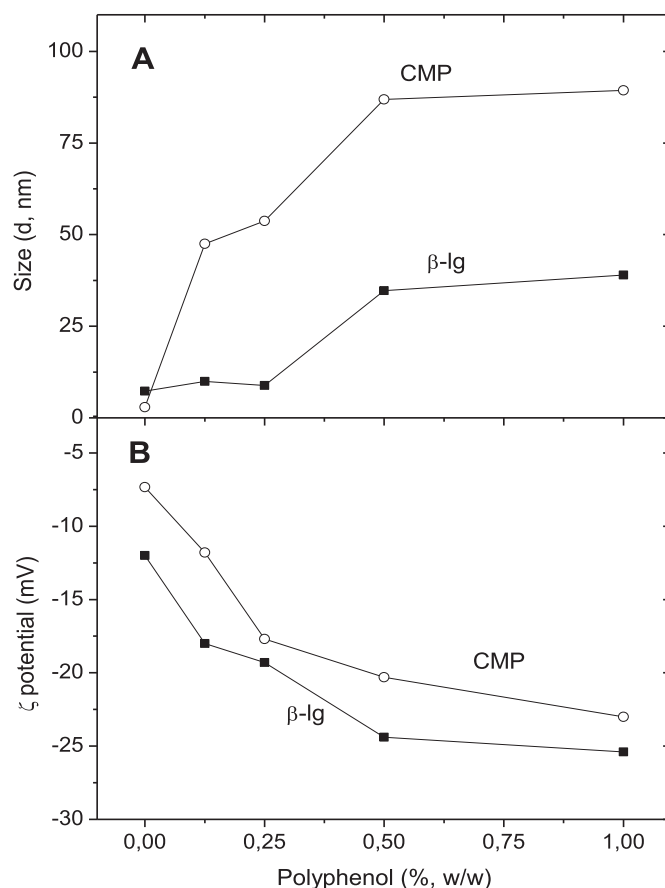 A
CMP
β-lg
Size (d, nm)
100
75
50
25
0
B
CMP
β-lg
ζ potential (mV)
-5
-10
-15
-20
-25
-30
0,00 0,25 0,50 0,75 1,00
Polyphenol (%, w/w)